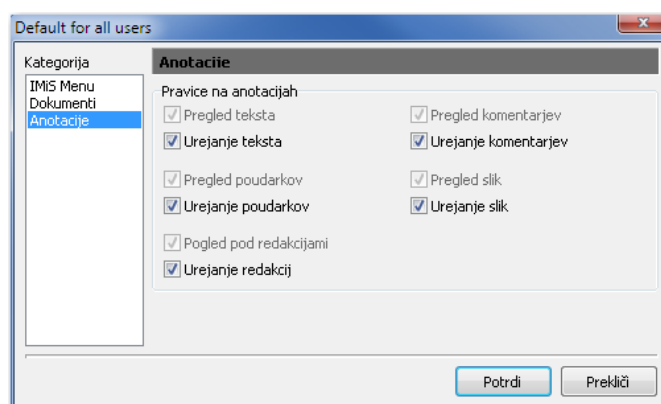 Default for all users
Kategorija
IMiS Menu
Dokumenti
Anotacije
Anotacije
Pravice na anotacijah
Pregled teksta
Pregled komentarjev
Urejanje teksta
Urejanje komentarjev
Pregled poudarkov
Pregled slik
Urejanje poudarkov
Urejanje slik
Pogled pod redakcijami
Urejanje redakcij
Potrdi
Prekliči